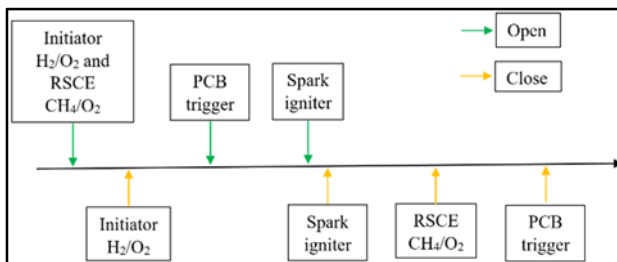 Initiator
H₂/O₂ and
RSCE
CH₄/O₂
PCB
trigger
Spark
igniter
Open
Close
Initiator
H₂/O₂
Spark
igniter
RSCE
CH₄/O₂
PCB
trigger